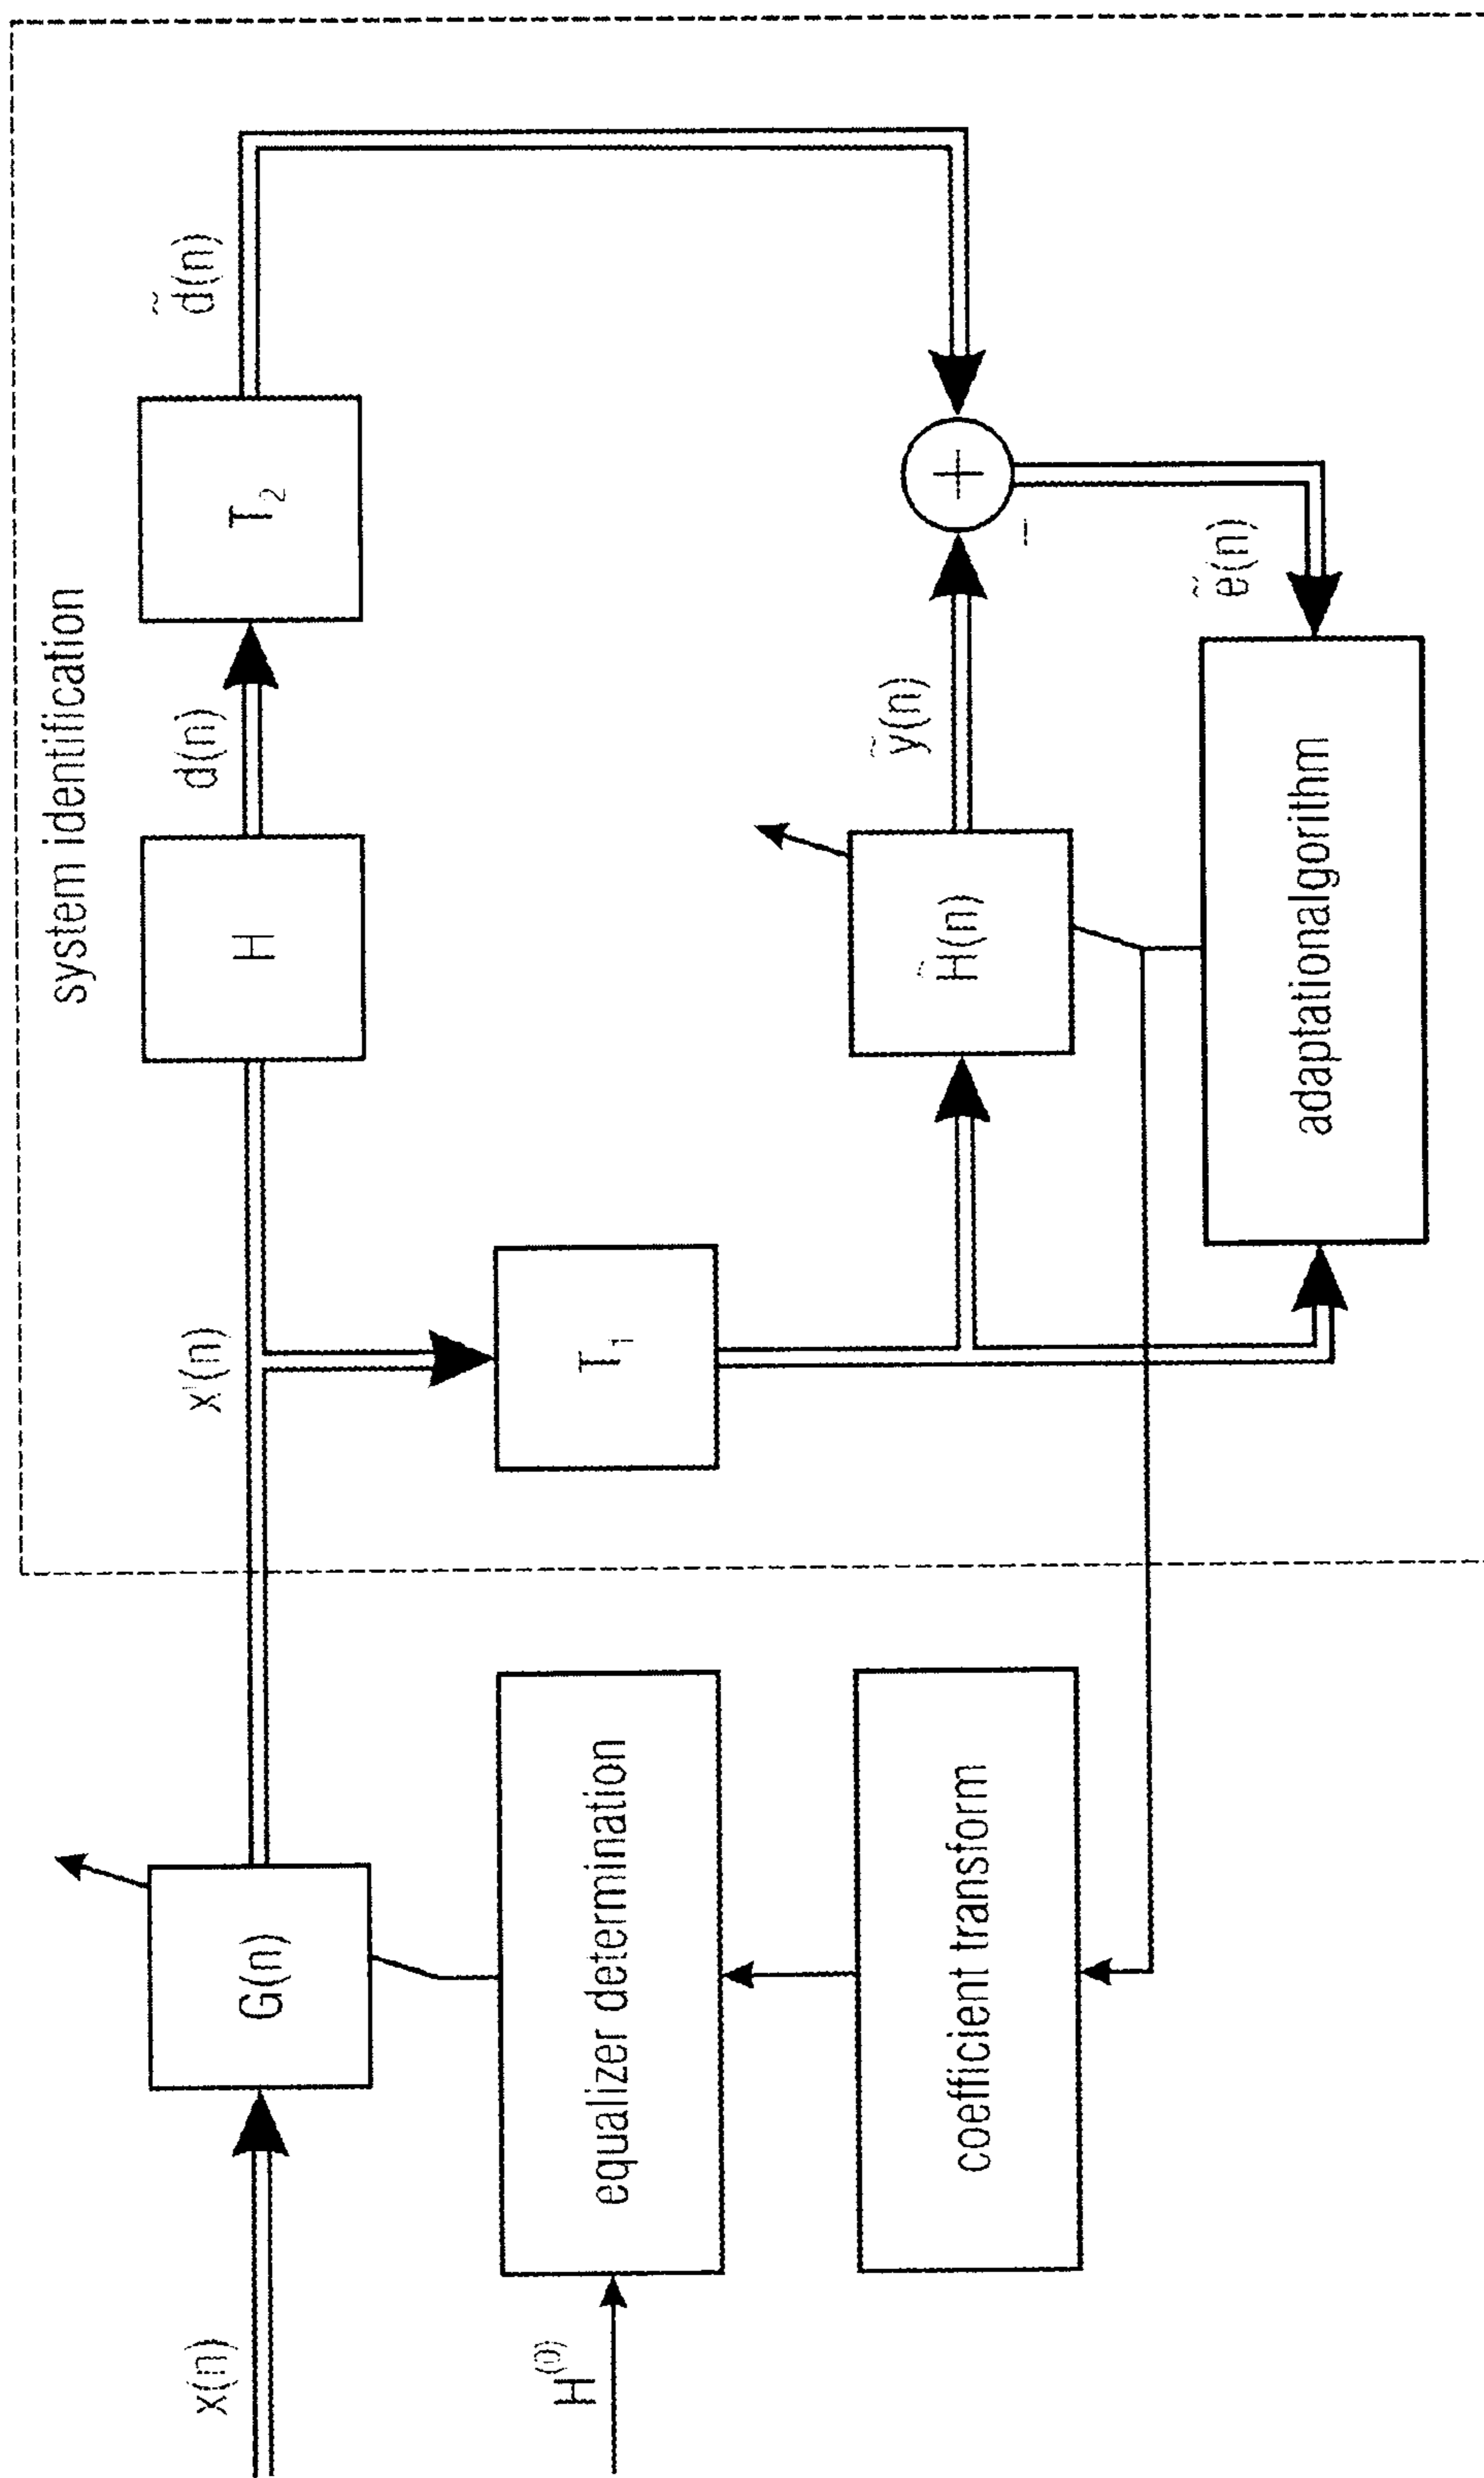 system identification
x(n)
G(n)
x'(n)
H
d(n)
T₂
d̃(n)
H⁽⁰⁾
equalizer determination
T₁
coefficient transform
H̃(n)
ỹ(n)
+
−
adaptationalgorithm
ẽ(n)